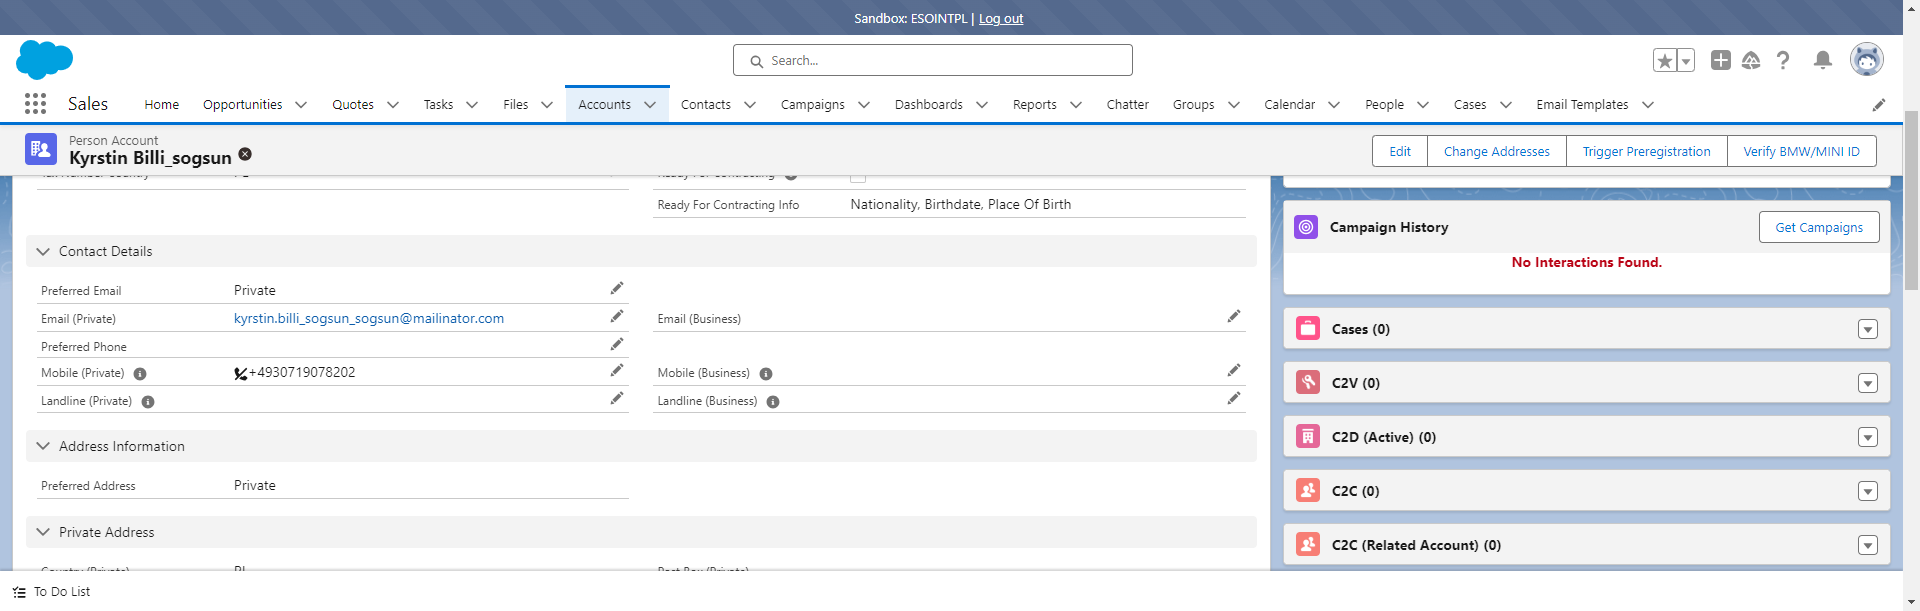 Sandbox: ESOINTPL | Log out
Search...
Sales Home Opportunities Quotes Tasks Files Accounts Contacts Campaigns Dashboards Reports Chatter Groups Calendar People Cases Email Templates
Person Account
Kyrstin Billi_sogsun
Edit Change Addresses Trigger Preregistration Verify BMW/MINI ID
Ready For Contracting Info Nationality, Birthdate, Place Of Birth
Contact Details
Preferred Email Private
Email (Private) kyrstin.billi_sogsun_sogsun@mailinator.com Email (Business)
Preferred Phone
Mobile (Private) +4930719078202 Mobile (Business)
Landline (Private) Landline (Business)
Address Information
Preferred Address Private
Private Address
Campaign History Get Campaigns
No Interactions Found.
Cases (0)
C2V (0)
C2D (Active) (0)
C2C (0)
C2C (Related Account) (0)
To Do List